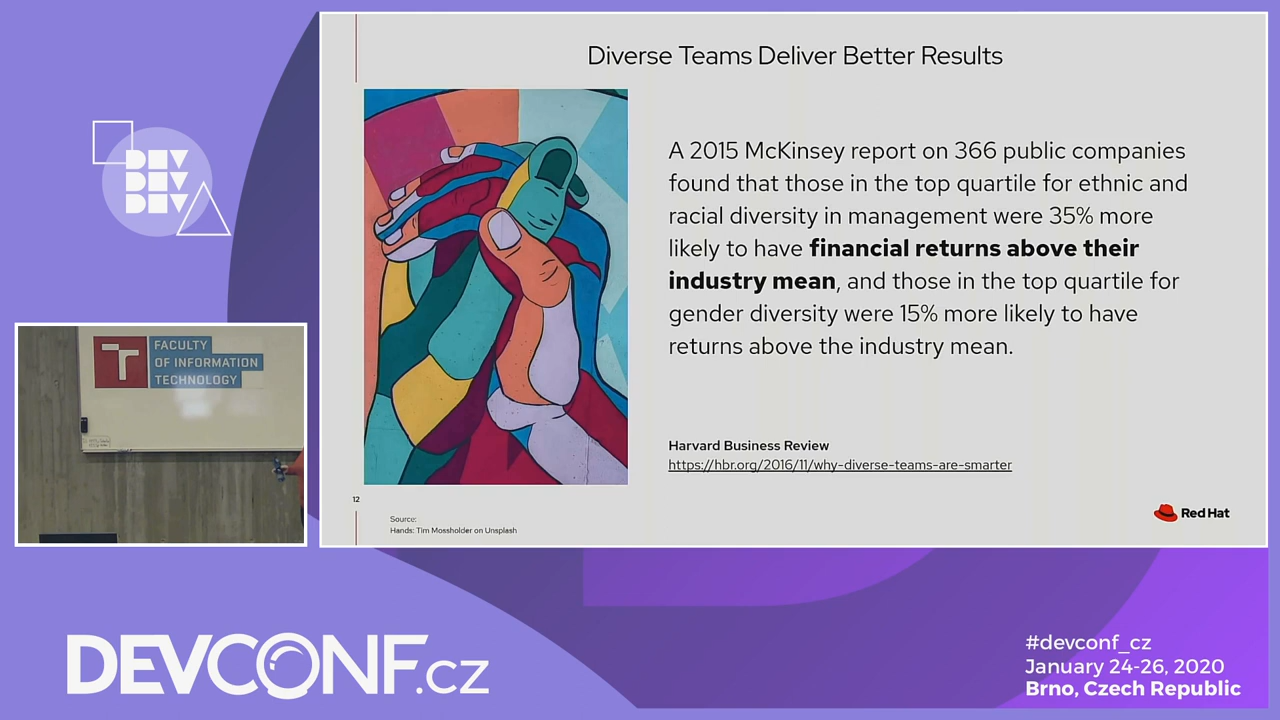 Diverse Teams Deliver Better Results
A 2015 McKinsey report on 366 public companies
found that those in the top quartile for ethnic and
racial diversity in management were 35% more
likely to have financial returns above their
industry mean, and those in the top quartile for
gender diversity were 15% more likely to have
returns above the industry mean.
Harvard Business Review
https://hbr.org/2016/11/why-diverse-teams-are-smarter
12
Source:
Hands: Tim Mossholder on Unsplash
Red Hat
DEV
DEV
DEV
FACULTY
OF INFORMATION
TECHNOLOGY
DEVCONF.cz
#devconf_cz
January 24-26, 2020
Brno, Czech Republic